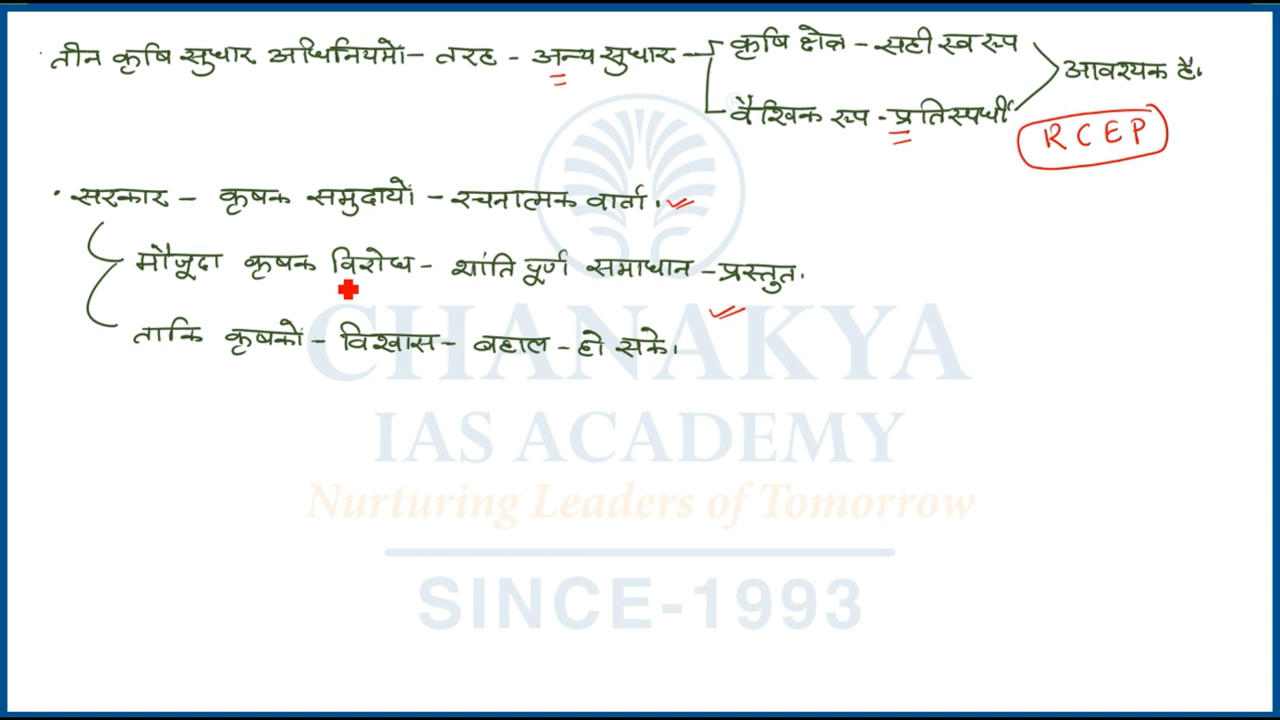 तीन कृषि सुधार अधिनियमों - तरह - अन्य सुधार - कृषि क्षेत्र - सही स्वरूप
वैश्विक रूप - प्रतिस्पर्धी
आवश्यक है।
RCEP
• सरकार - कृषक समुदायों - रचनात्मक वार्ता।
मौजूदा कृषक विरोध - शांतिपूर्ण समाधान - प्रस्तुत।
ताकि कृषकों - विश्वास - बहाल - हो सके।
CHANAKYA
IAS ACADEMY
Nurturing Leaders of Tomorrow
SINCE-1993